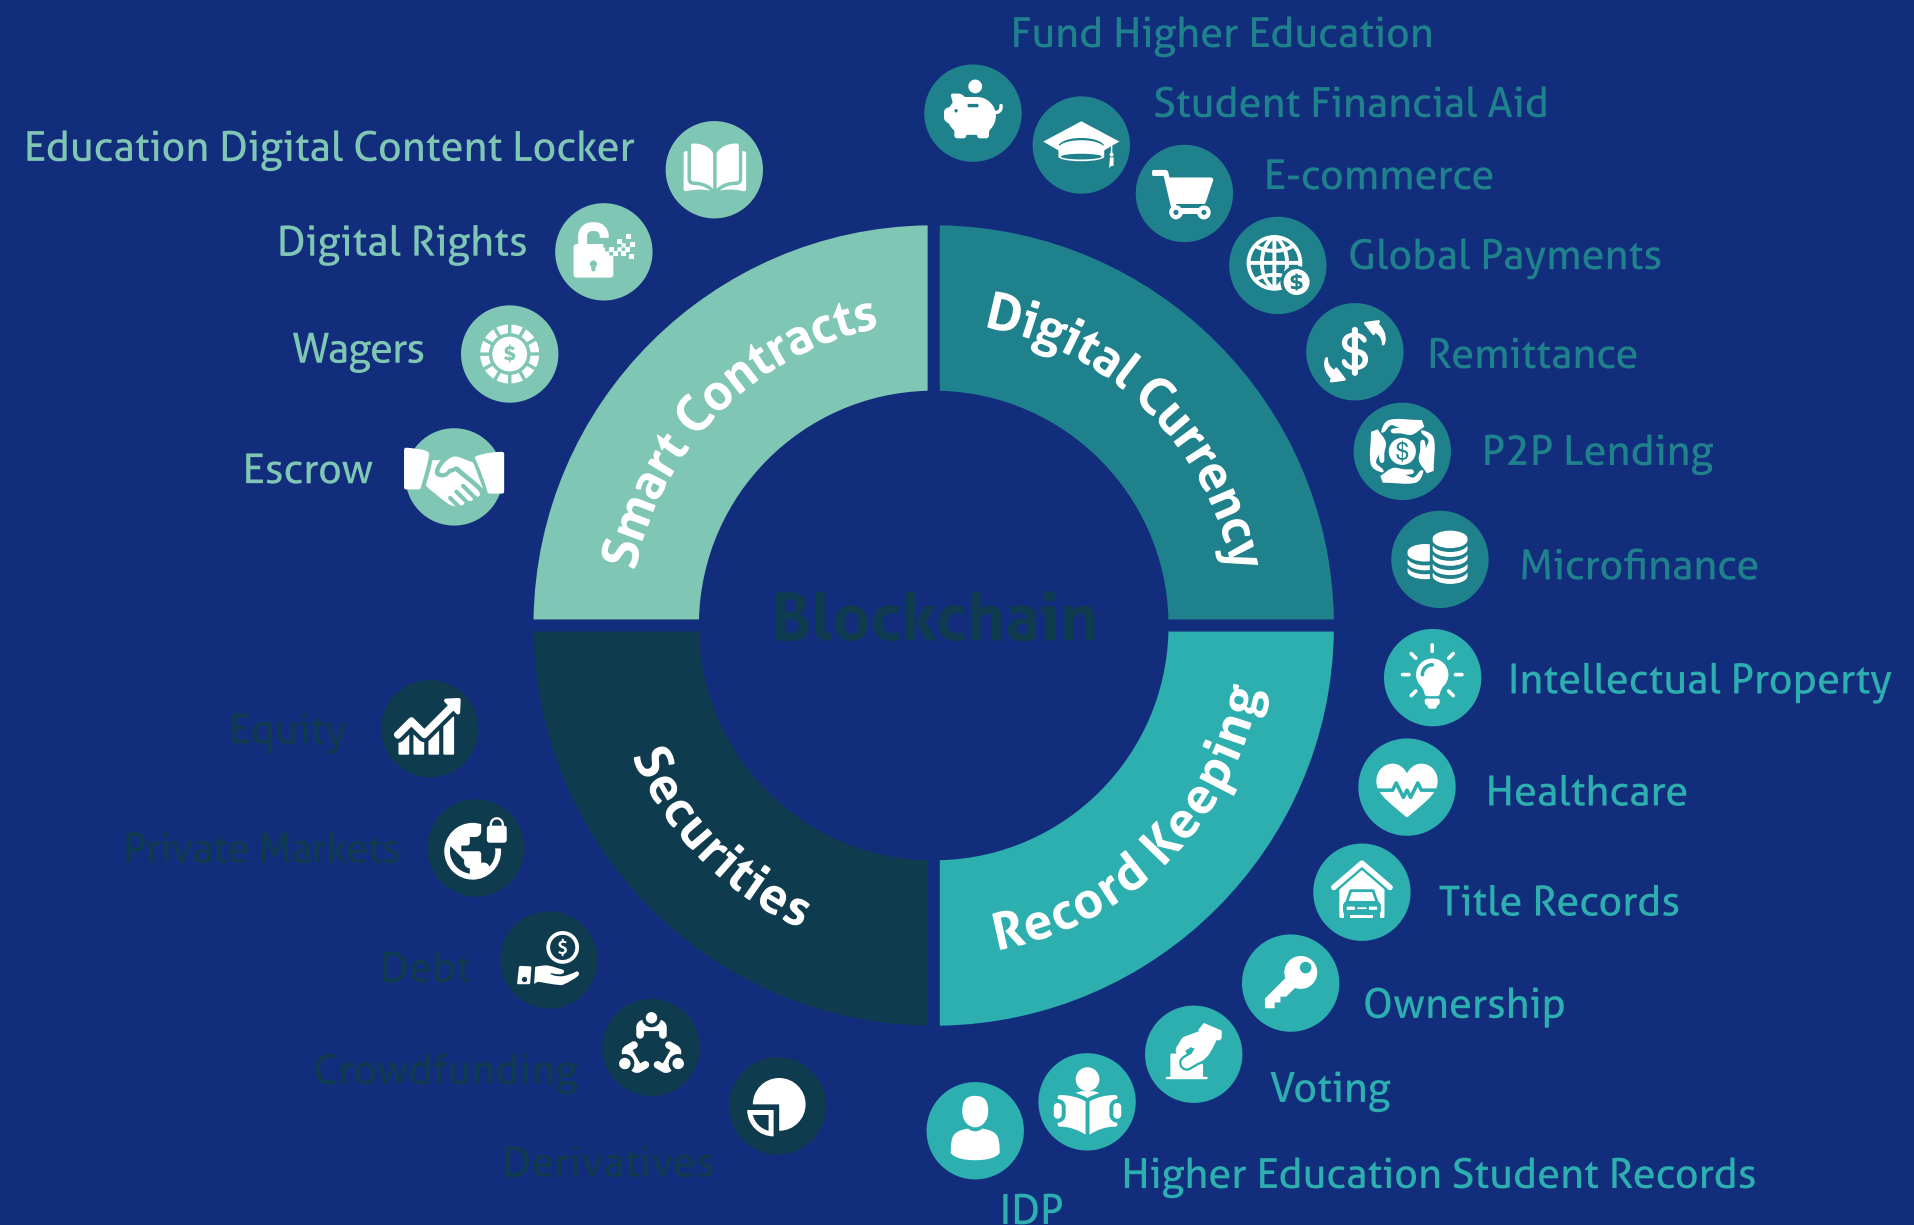 Fund Higher Education
Student Financial Aid
E-commerce
Global Payments
Remittance
P2P Lending
Microfinance
Education Digital Content Locker
Digital Rights
Wagers
Escrow
Smart Contracts
Digital Currency
Blockchain
Securities
Record Keeping
Equity
Private Markets
Debt
Crowdfunding
Derivatives
Intellectual Property
Healthcare
Title Records
Ownership
Voting
Higher Education Student Records
IDP